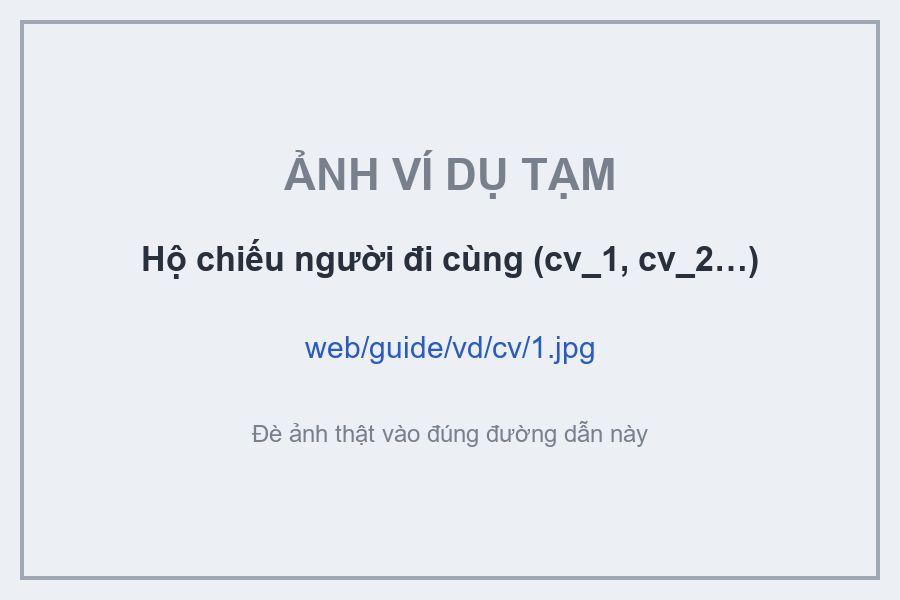 ẢNH VÍ DỤ TẠM
Hộ chiếu người đi cùng (cv_1, cv_2…)
web/guide/vd/cv/1.jpg
Đè ảnh thật vào đúng đường dẫn này